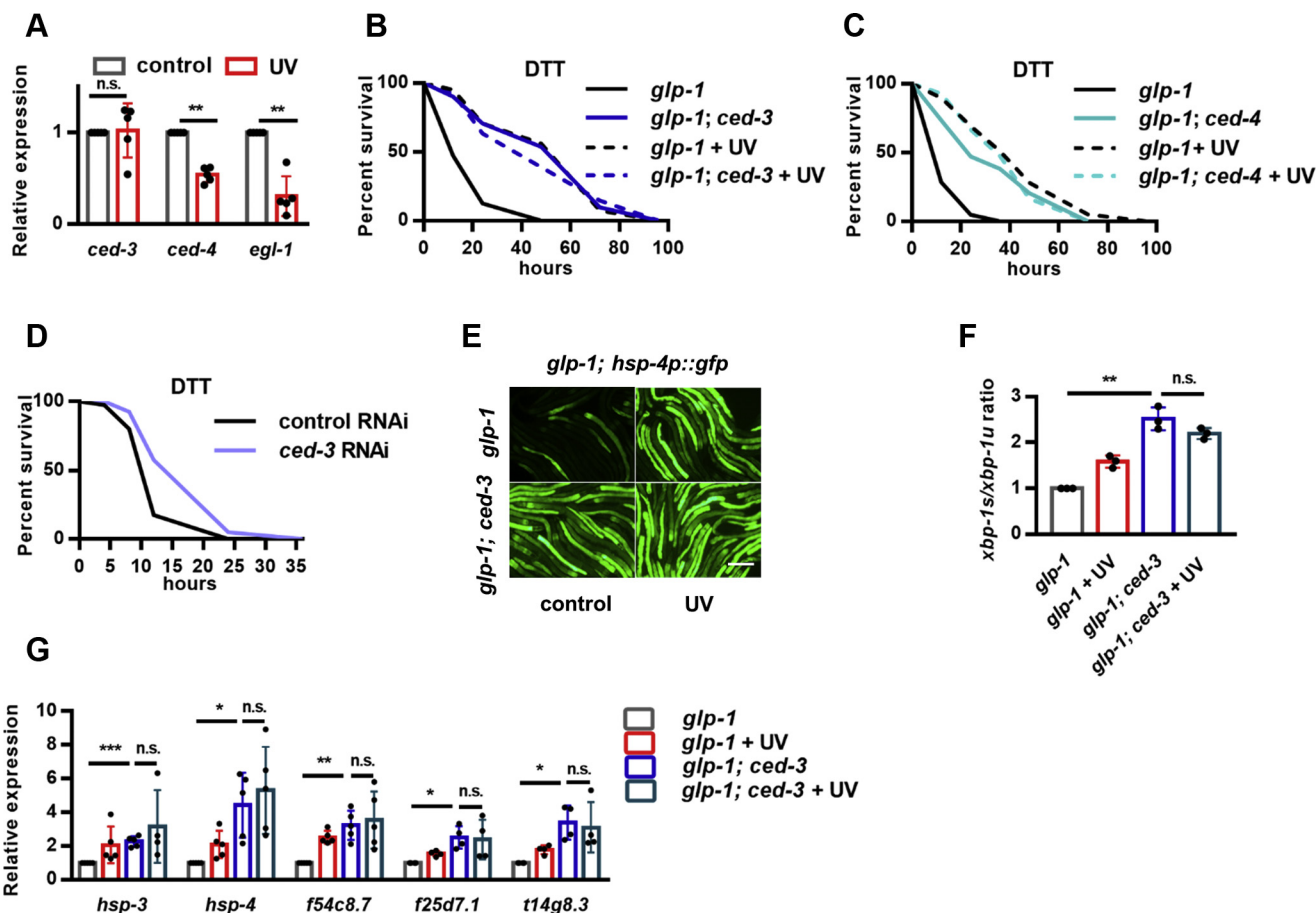 A
control UV
n.s. ** **
Relative expression
1
0
ced-3 ced-4 egl-1
B
DTT
Percent survival
100
50
0
0 20 40 60 80 100
hours
glp-1
glp-1; ced-3
glp-1 + UV
glp-1; ced-3 + UV
C
DTT
Percent survival
100
50
0
0 20 40 60 80 100
hours
glp-1
glp-1; ced-4
glp-1 + UV
glp-1; ced-4 + UV
D
DTT
Percent survival
100
50
0
0 5 10 15 20 25 30 35
hours
control RNAi
ced-3 RNAi
E
glp-1; hsp-4p::gfp
glp-1
glp-1; ced-3
control UV
F
** n.s.
xbp-1s/xbp-1u ratio
3
2
1
0
glp-1
glp-1 + UV
glp-1; ced-3
glp-1; ced-3 + UV
G
Relative expression
10
8
6
4
2
0
*** n.s.
* n.s.
** n.s.
* n.s.
* n.s.
hsp-3 hsp-4 f54c8.7 f25d7.1 t14g8.3
glp-1
glp-1 + UV
glp-1; ced-3
glp-1; ced-3 + UV